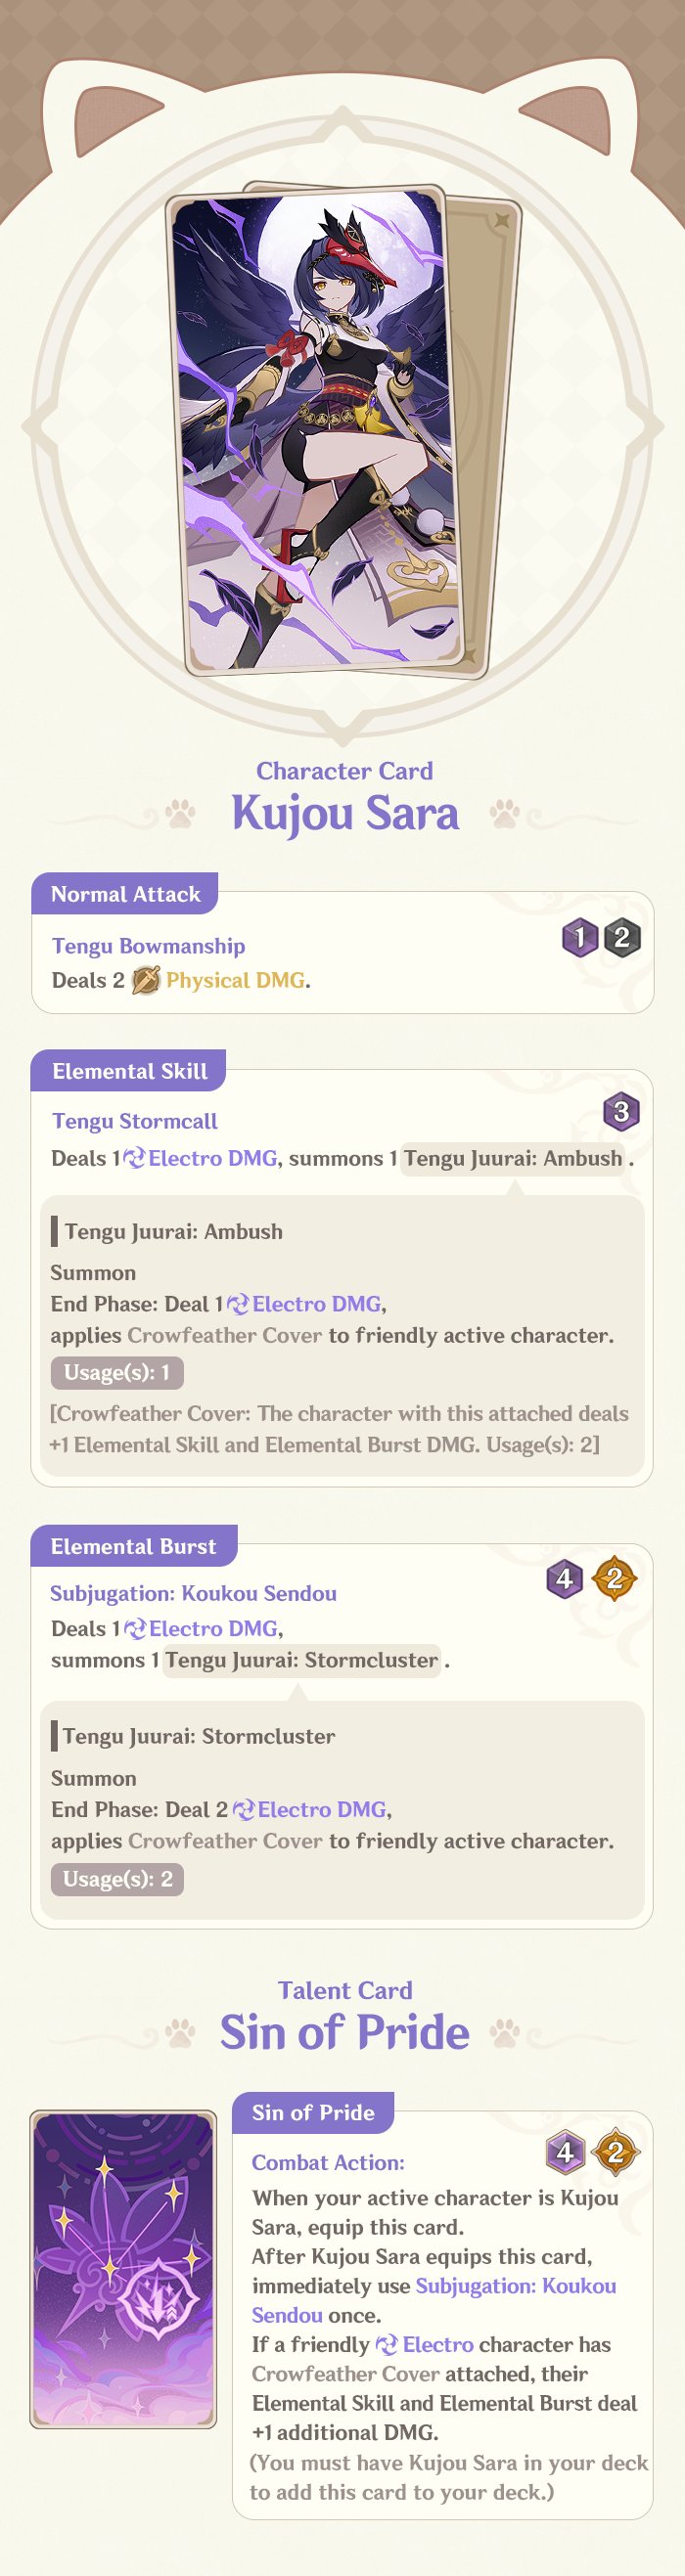 Character Card
Kujou Sara
Normal Attack
1 2
Tengu Bowmanship
Deals 2 Physical DMG.
Elemental Skill
3
Tengu Stormcall
Deals 1 Electro DMG, summons 1 Tengu Juurai: Ambush .
Tengu Juurai: Ambush
Summon
End Phase: Deal 1 Electro DMG,
applies Crowfeather Cover to friendly active character.
Usage(s): 1
[Crowfeather Cover: The character with this attached deals
+1 Elemental Skill and Elemental Burst DMG. Usage(s): 2]
Elemental Burst
4 2
Subjugation: Koukou Sendou
Deals 1 Electro DMG,
summons 1 Tengu Juurai: Stormcluster .
Tengu Juurai: Stormcluster
Summon
End Phase: Deal 2 Electro DMG,
applies Crowfeather Cover to friendly active character.
Usage(s): 2
Talent Card
Sin of Pride
Sin of Pride
4 2
Combat Action:
When your active character is Kujou
Sara, equip this card.
After Kujou Sara equips this card,
immediately use Subjugation: Koukou
Sendou once.
If a friendly Electro character has
Crowfeather Cover attached, their
Elemental Skill and Elemental Burst deal
+1 additional DMG.
(You must have Kujou Sara in your deck
to add this card to your deck.)